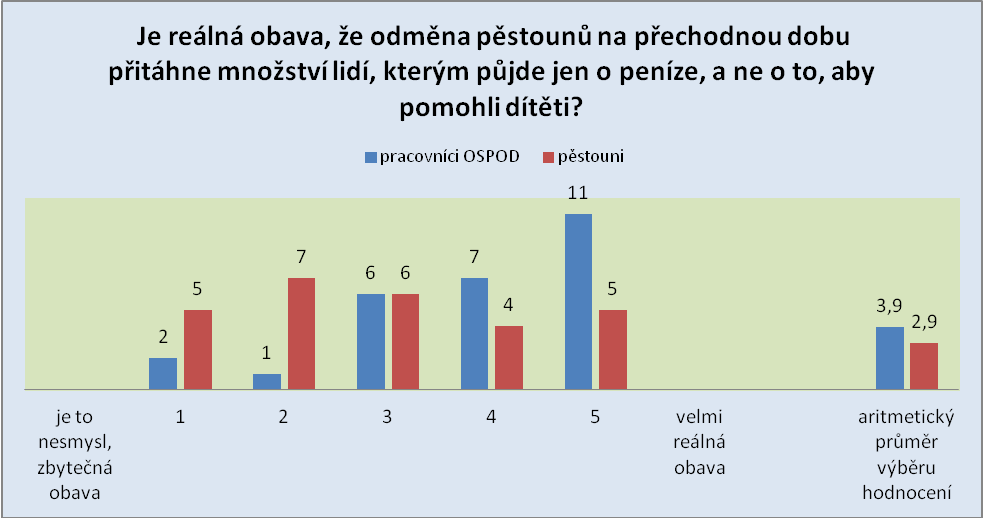 Je reálná obava, že odměna pěstounů na přechodnou dobu
přitáhne množství lidí, kterým půjde jen o peníze, a ne o to, aby
pomohli dítěti?
pracovníci OSPOD pěstouni
2 5 1 7 6 6 7 4 11 5 3,9 2,9
je to
nesmysl,
zbytečná
obava
1 2 3 4 5
velmi
reálná
obava
aritmetický
průměr
výběru
hodnocení